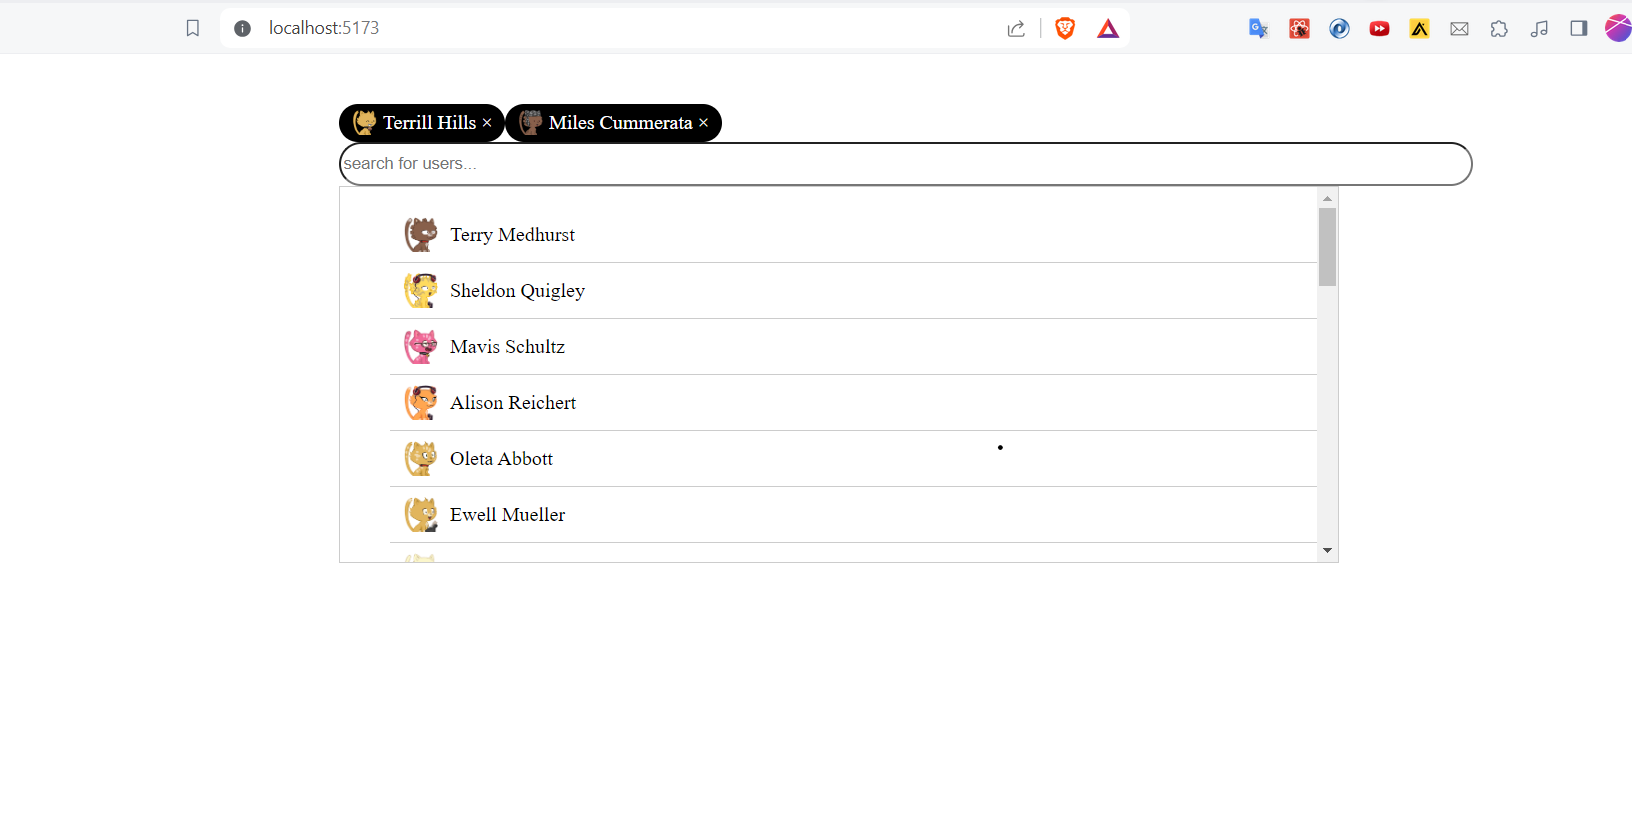 localhost:5173
Terrill Hills × Miles Cummerata ×
search for users...
Terry Medhurst
Sheldon Quigley
Mavis Schultz
Alison Reichert
Oleta Abbott
Ewell Mueller